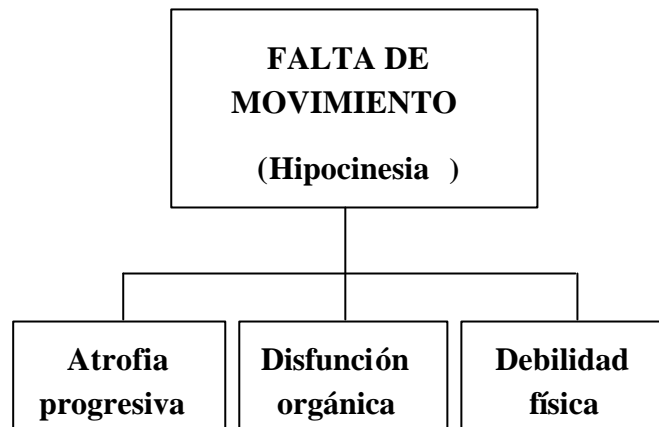 FALTA DE
MOVIMIENTO
(Hipocinesia )
Atrofia
progresiva
Disfunción
orgánica
Debilidad
física